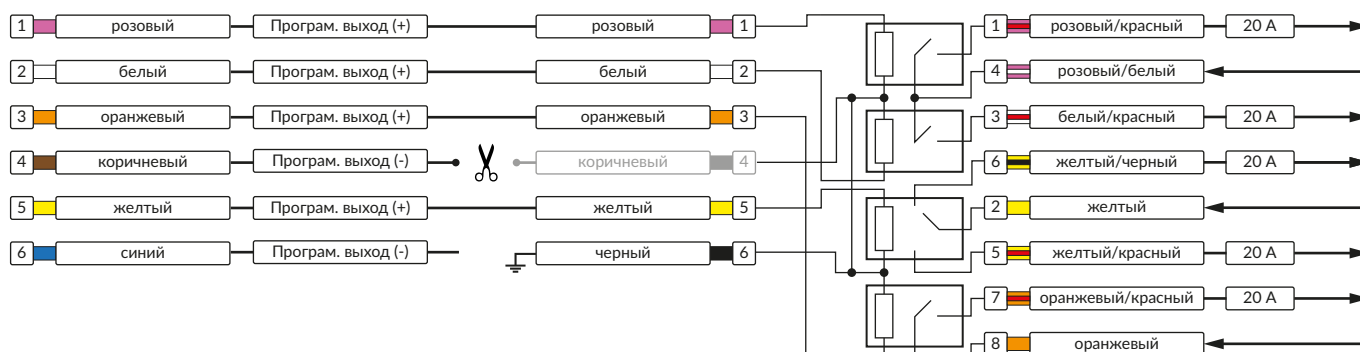 1 розовый Програм. выход (+) розовый 1 1 розовый/красный 20 А
2 белый Програм. выход (+) белый 2 4 розовый/белый
3 оранжевый Програм. выход (+) оранжевый 3 3 белый/красный 20 А
4 коричневый Програм. выход (-) коричневый 4 6 желтый/черный 20 А
5 желтый Програм. выход (+) желтый 5 2 желтый
6 синий Програм. выход (-) черный 6 5 желтый/красный 20 А
7 оранжевый/красный 20 А
8 оранжевый